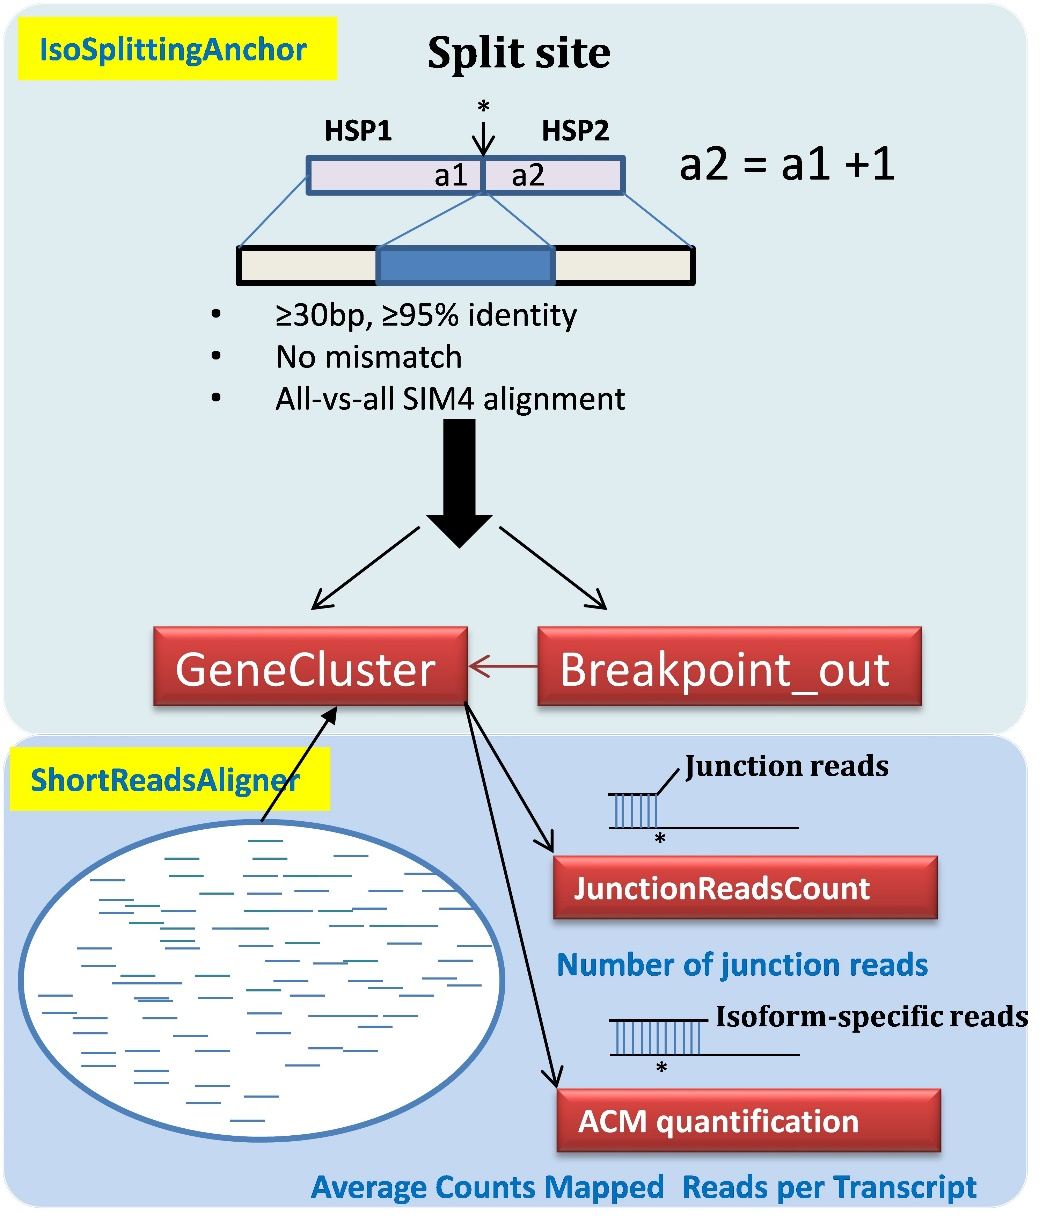 IsoSplittingAnchor
Split site
*
HSP1
HSP2
a1
a2
a2 = a1 +1
• ≥30bp, ≥95% identity
• No mismatch
• All-vs-all SIM4 alignment
GeneCluster
Breakpoint_out
ShortReadsAligner
Junction reads
*
JunctionReadsCount
Number of junction reads
Isoform-specific reads
*
ACM quantification
Average Counts Mapped Reads per Transcript